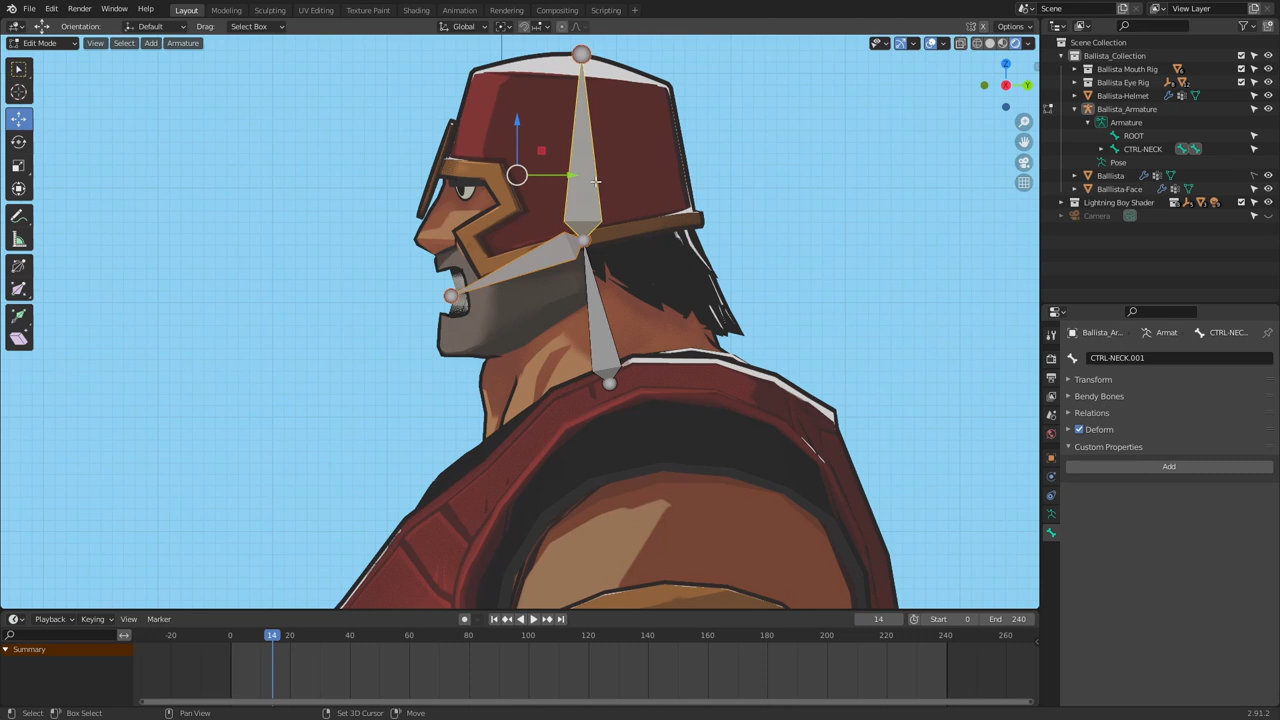 File Edit Render Window Help Layout Modeling Sculpting UV Editing Texture Paint Shading Animation Rendering Compositing Scripting + Scene View Layer
Orientation: Default Drag: Select Box Global Options
Edit Mode View Select Add Armature
Z
X
Y
Scene Collection
Ballista_Collection
Ballista Mouth Rig 6
Ballista Eye Rig
Ballista-Helmet
Ballista_Armature
Armature
ROOT
CTRL-NECK
Pose
Balllista
Ballista-Face
Lightning Boy Shader
Camera
Ballista_Ar... Armat CTRL-NEC...
CTRL-NECK.001
Transform
Bendy Bones
Relations
Deform
Custom Properties
Add
Playback Keying View Marker 14 Start 0 End 240
-20 0 14 20 40 60 80 100 120 140 160 180 200 220 240 260
Summary
Select Box Select Pan View Set 3D Cursor Move 2.91.2